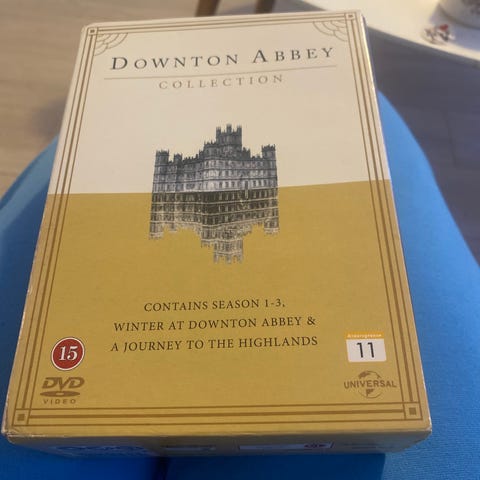 DOWNTON ABBEY
COLLECTION
CONTAINS SEASON 1-3,
WINTER AT DOWNTON ABBEY &
A JOURNEY TO THE HIGHLANDS
15
DVD
VIDEO
Aldersgrense
11
UNIVERSAL